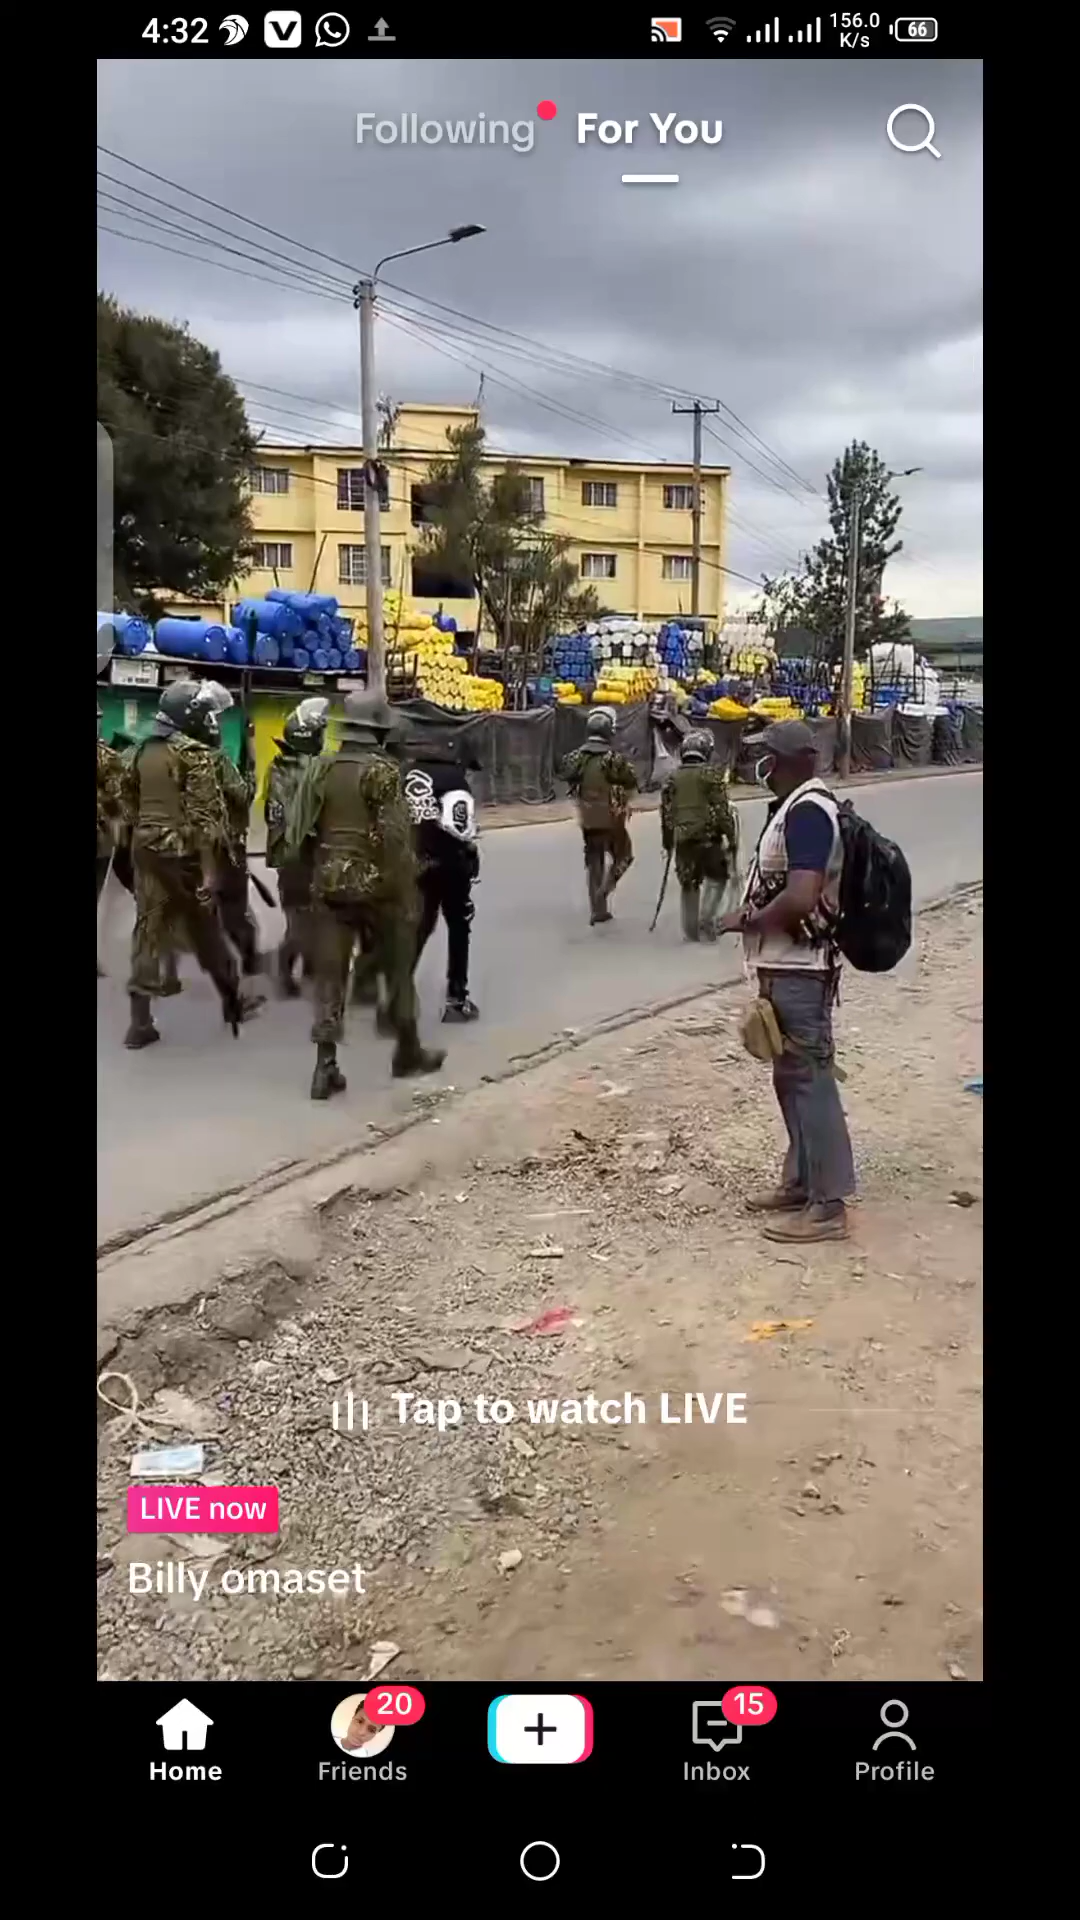 4:32
156.0
K/s
66
Following
For You
Tap to watch LIVE
LIVE now
Billy omaset
20
15
Home
Friends
Inbox
Profile